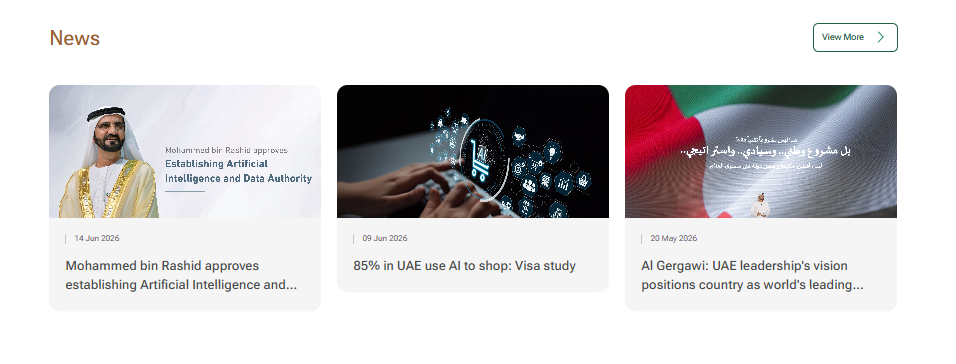 News
View More
Mohammed bin Rashid approves
Establishing Artificial
Intelligence and Data Authority
AI
بل مشروع وطني.. وسيادي.. واستراتيجي..
14 Jun 2026
09 Jun 2026
20 May 2026
Mohammed bin Rashid approves
establishing Artificial Intelligence and...
85% in UAE use AI to shop: Visa study
Al Gergawi: UAE leadership's vision
positions country as world's leading...